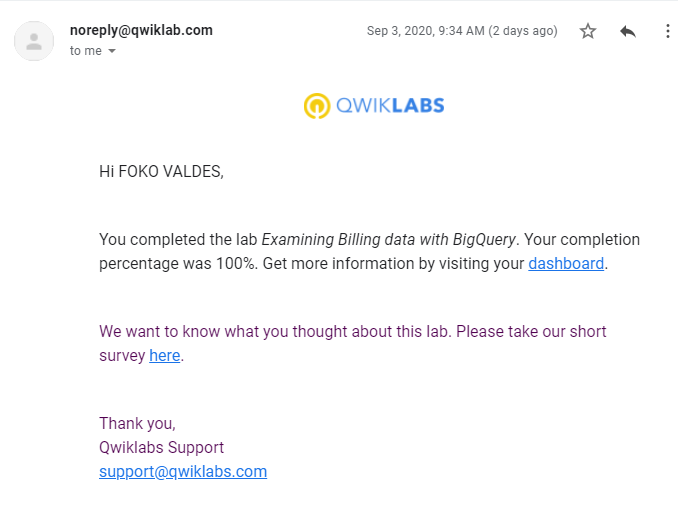 noreply@qwiklab.com
Sep 3, 2020, 9:34 AM (2 days ago)
to me
QWIKLABS
Hi FOKO VALDES,
You completed the lab Examining Billing data with BigQuery. Your completion
percentage was 100%. Get more information by visiting your dashboard.
We want to know what you thought about this lab. Please take our short
survey here.
Thank you,
Qwiklabs Support
support@qwiklabs.com